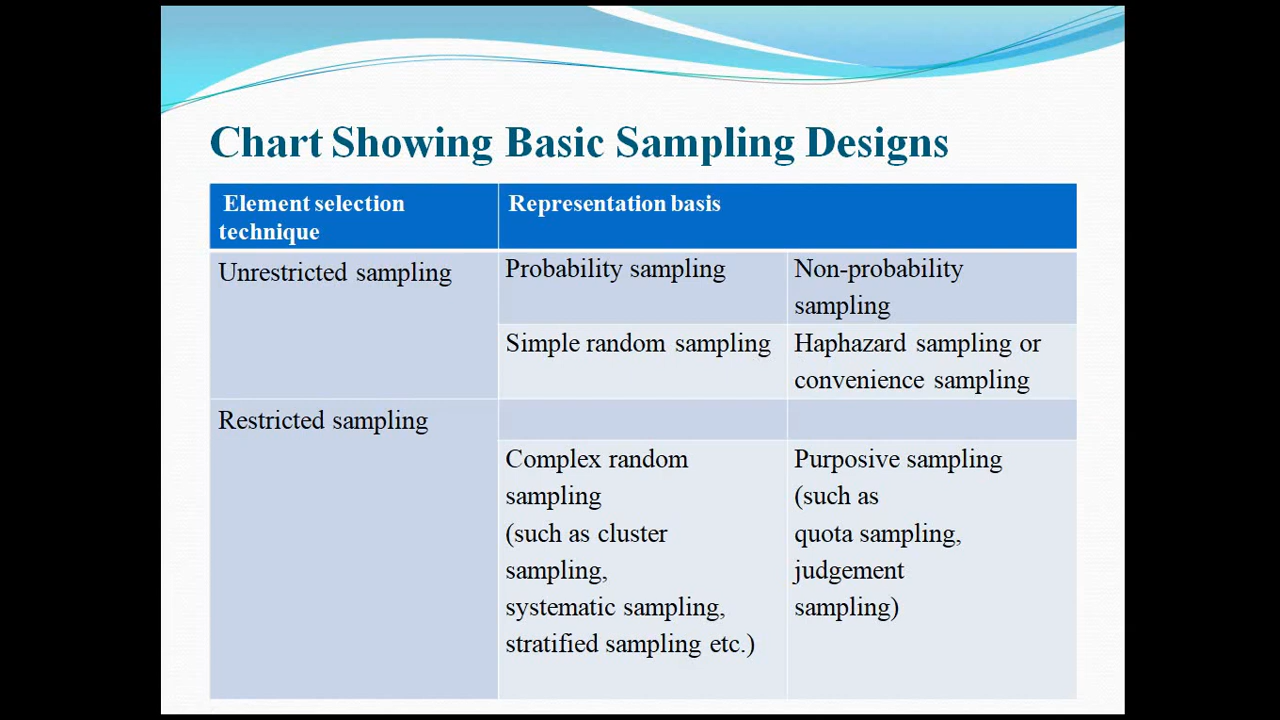 Chart Showing Basic Sampling Designs
Element selection
technique
Representation basis
Unrestricted sampling
Probability sampling
Non-probability
sampling
Simple random sampling
Haphazard sampling or
convenience sampling
Restricted sampling
Complex random
sampling
(such as cluster
sampling,
systematic sampling,
stratified sampling etc.)
Purposive sampling
(such as
quota sampling,
judgement
sampling)